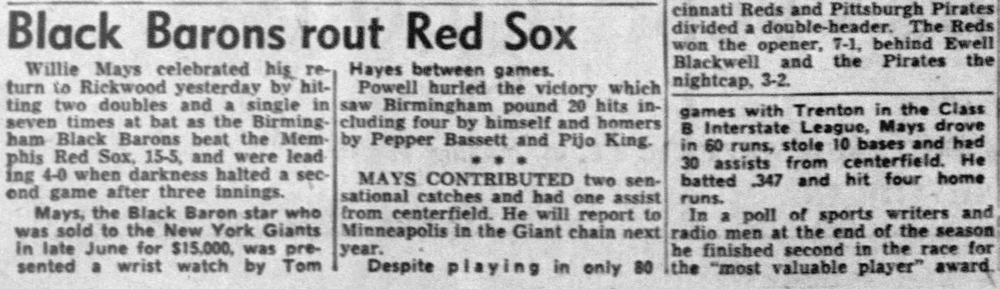 Black Barons rout Red Sox
Willie Mays celebrated his re-
turn to Rickwood yesterday by hit-
ting two doubles and a single in
seven times at bat as the Birming-
ham Black Barons beat the Mem-
phis Red Sox, 15-5, and were lead-
ing 4-0 when darkness halted a sec-
ond game after three innings.
Mays, the Black Baron star who
was sold to the New York Giants
in late June for $15,000, was pre-
sented a wrist watch by Tom
Hayes between games.
Powell hurled the victory which
saw Birmingham pound 20 hits in-
cluding four by himself and homers
by Pepper Bassett and Pijo King.
* * *
MAYS CONTRIBUTED two sen-
sational catches and had one assist
from centerfield. He will report to
Minneapolis in the Giant chain next
year.
Despite playing in only 80
cinnati Reds and Pittsburgh Pirates
divided a double-header. The Reds
won the opener, 7-1, behind Ewell
Blackwell and the Pirates the
nightcap, 3-2.
games with Trenton in the Class
B Interstate League, Mays drove
in 60 runs, stole 10 bases and had
30 assists from centerfield. He
batted .347 and hit four home
runs.
In a poll of sports writers and
radio men at the end of the season
he finished second in the race for
the "most valuable player" award.